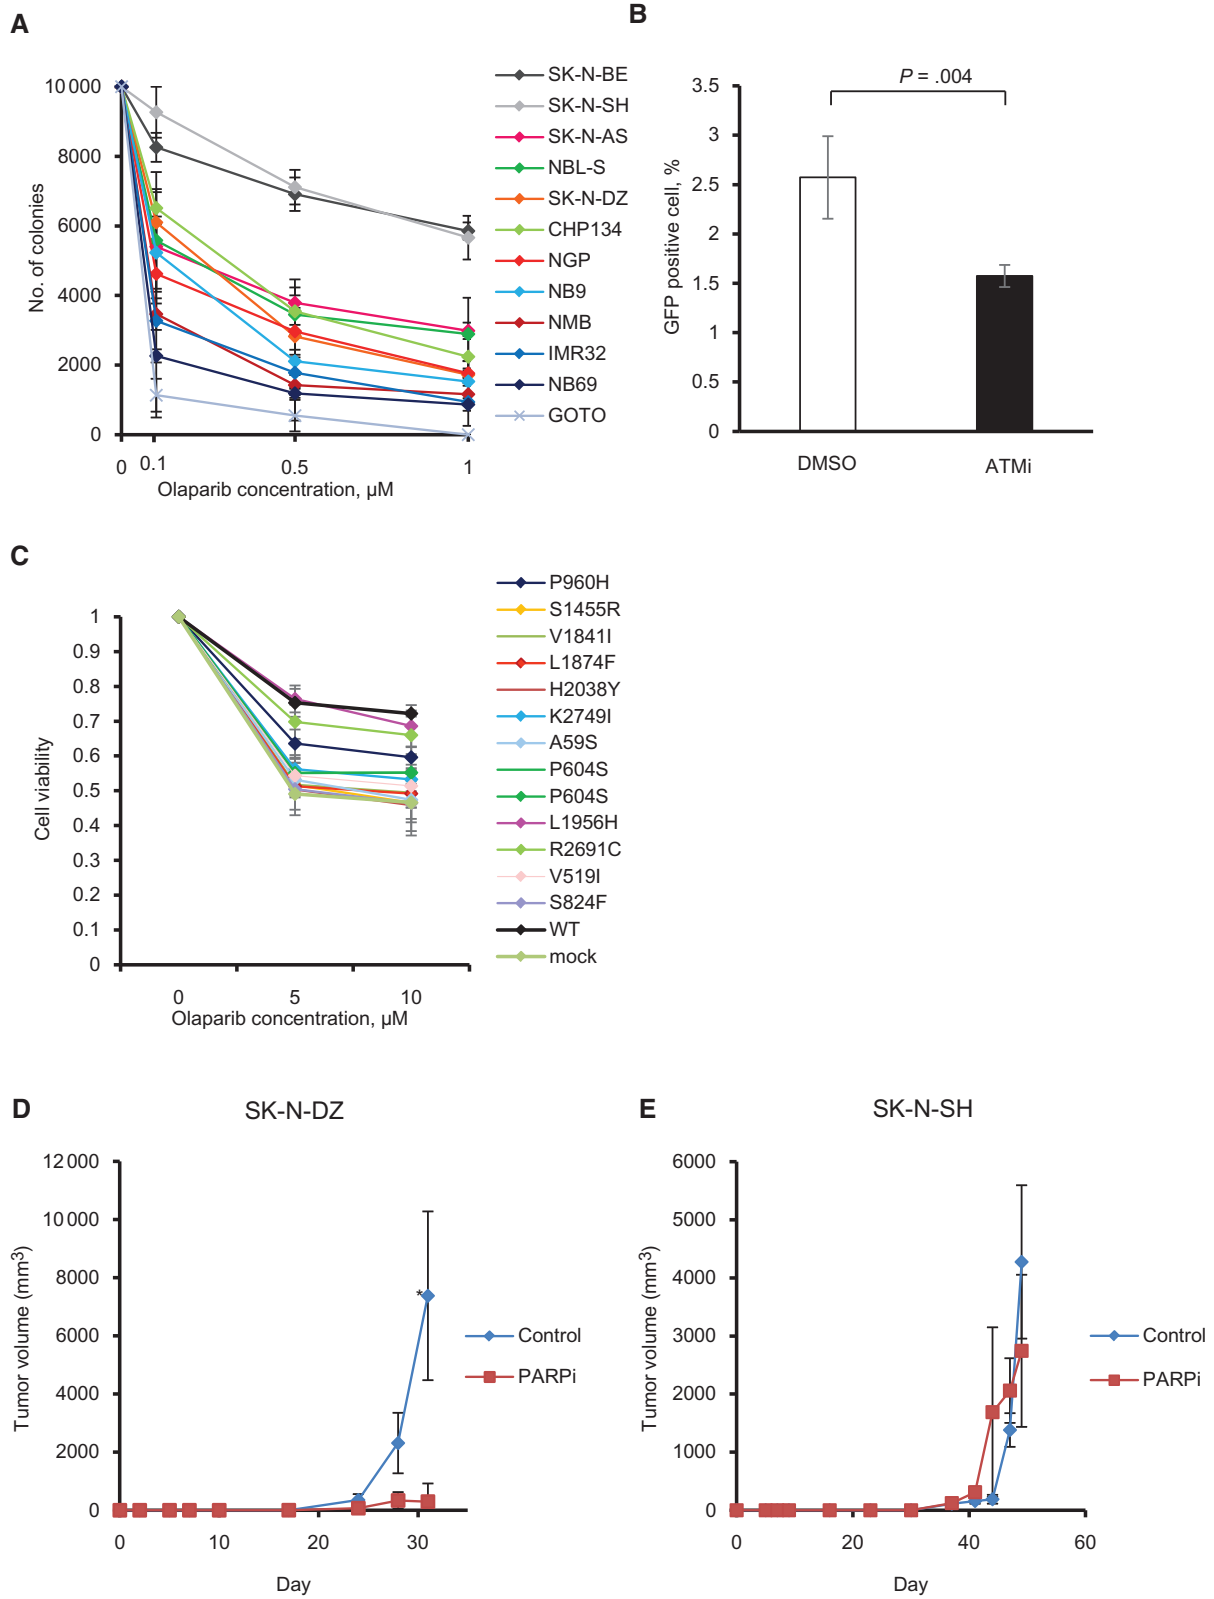 A
No. of colonies
10 000
8000
6000
4000
2000
0
0
0.1
0.5
1
Olaparib concentration, µM
SK-N-BE
SK-N-SH
SK-N-AS
NBL-S
SK-N-DZ
CHP134
NGP
NB9
NMB
IMR32
NB69
GOTO
B
P = .004
GFP positive cell, %
3.5
3
2.5
2
1.5
1
0.5
0
DMSO
ATMi
C
Cell viability
1
0.9
0.8
0.7
0.6
0.5
0.4
0.3
0.2
0.1
0
0
5
10
Olaparib concentration, µM
P960H
S1455R
V1841I
L1874F
H2038Y
K2749I
A59S
P604S
P604S
L1956H
R2691C
V519I
S824F
WT
mock
D
SK-N-DZ
Tumor volume (mm³)
12 000
10 000
8000
6000
4000
2000
0
*
0
10
20
30
Day
Control
PARPi
E
SK-N-SH
Tumor volume (mm³)
6000
5000
4000
3000
2000
1000
0
0
20
40
60
Day
Control
PARPi